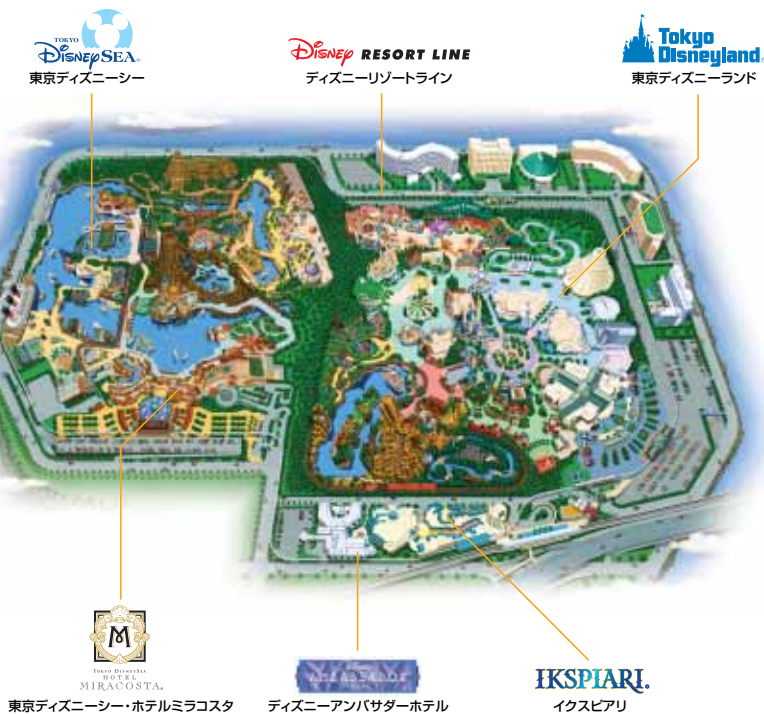 TOKYO
DISNEYSEA®
東京ディズニーシー
Disney RESORT LINE
ディズニーリゾートライン
Tokyo
Disneyland®
東京ディズニーランド
M
TOKYO DISNEYSEA
HOTEL
MIRACOSTA®
東京ディズニーシー・ホテルミラコスタ
Disney
AMBASSADOR
ディズニーアンバサダーホテル
IKSPIARI®
イクスピアリ